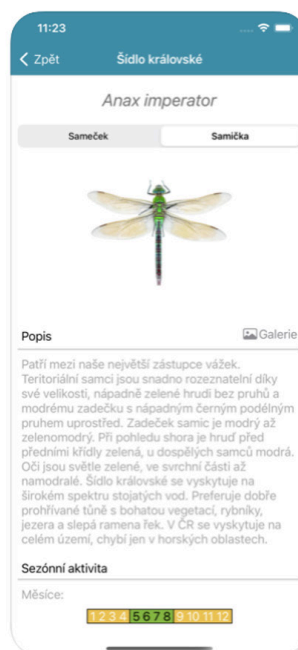 11:23
Zpět
Šídlo královské
Anax imperator
Sameček
Samička
Popis
Galerie
Patří mezi naše největší zástupce vážek.
Teritoriální samci jsou snadno rozeznatelní díky
své velikosti, nápadně zelené hrudi bez pruhů a
modrému zadečku s nápadným černým podélným
pruhem uprostřed. Zadeček samic je modrý až
zelenomodrý. Při pohledu shora je hruď před
předními křídly zelená, u dospělých samců modrá.
Oči jsou světle zelené, ve svrchní části až
namodralé. Šídlo královské se vyskytuje na
širokém spektru stojatých vod. Preferuje dobře
prohřívané tůně s bohatou vegetací, rybníky,
jezera a slepá ramena řek. V ČR se vyskytuje na
celém území, chybí jen v horských oblastech.
Sezónní aktivita
Měsíce:
1 2 3 4 5 6 7 8 9 10 11 12